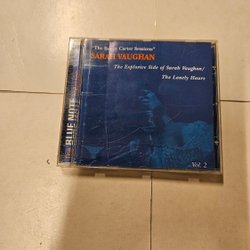 "The Benny Carter Sessions"
SARAH VAUGHAN
The Explosive Side of Sarah Vaughan/
The Lonely Hours
BLUE NOTE
Vol. 2